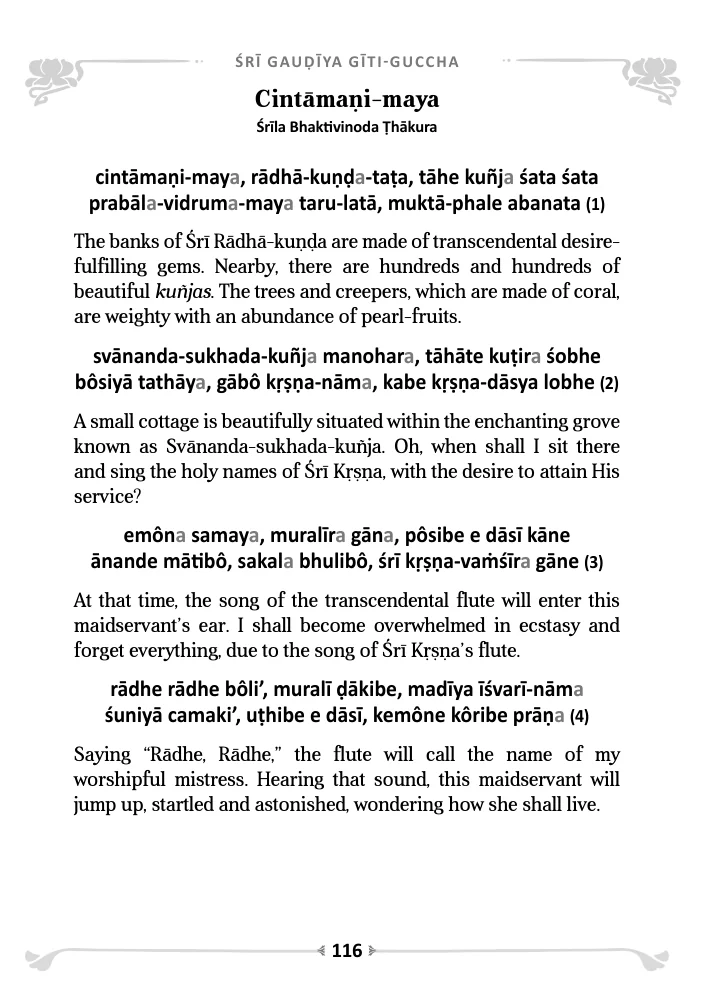 ŚRĪ GAUḌĪYA GĪTI-GUCCHA
Cintāmaṇi-maya
Śrīla Bhaktivinoda Ṭhākura
cintāmaṇi-maya, rādhā-kuṇḍa-taṭa, tāhe kuñja śata śata
prabāla-vidruma-maya taru-latā, muktā-phale abanata (1)
The banks of Śrī Rādhā-kuṇḍa are made of transcendental desire-
fulfilling gems. Nearby, there are hundreds and hundreds of
beautiful kuñjas. The trees and creepers, which are made of coral,
are weighty with an abundance of pearl-fruits.
svānanda-sukhada-kuñja manohara, tāhāte kuṭira śobhe
bôsiyā tathāya, gābô kṛṣṇa-nāma, kabe kṛṣṇa-dāsya lobhe (2)
A small cottage is beautifully situated within the enchanting grove
known as Svānanda-sukhada-kuñja. Oh, when shall I sit there
and sing the holy names of Śrī Kṛṣṇa, with the desire to attain His
service?
emôna samaya, muralīra gāna, pôsibe e dāsī kāne
ānande mātibô, sakala bhulibô, śrī kṛṣṇa-vaṁśīra gāne (3)
At that time, the song of the transcendental flute will enter this
maidservant’s ear. I shall become overwhelmed in ecstasy and
forget everything, due to the song of Śrī Kṛṣṇa’s flute.
rādhe rādhe bôli’, muralī ḍākibe, madīya īśvarī-nāma
śuniyā camaki’, uṭhibe e dāsī, kemône kôribe prāṇa (4)
Saying “Rādhe, Rādhe,” the flute will call the name of my
worshipful mistress. Hearing that sound, this maidservant will
jump up, startled and astonished, wondering how she shall live.
116